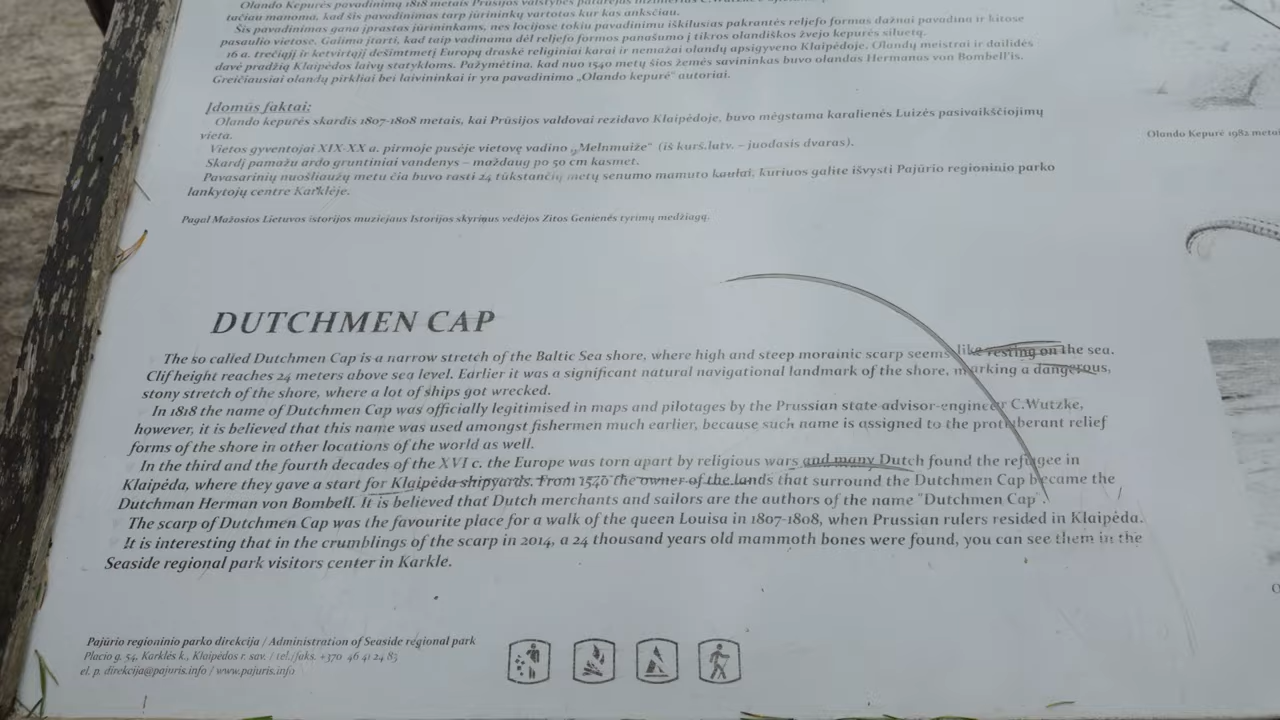 Olando Kepurės pavadinimą 1818 metais Prūsijos valstybės patarėjas inžinierius C.Wutzke
tačiau manoma, kad šis pavadinimas tarp jūrininkų vartotas kur kas anksčiau.
Šis pavadinimas gana įprastas jūrininkams, nes locijose tokiu pavadinimu iškilusias pakrantės reljefo formas dažnai pavadina ir kitose
pasaulio vietose. Galima įtarti, kad taip vadinama dėl reljefo formos panašumo į tikros olandiškos žvejo kepurės siluetą.
16 a. trečiąjį ir ketvirtąjį dešimtmetį Europą draskė religiniai karai ir nemažai olandų apsigyveno Klaipėdoje. Olandų meistrai ir dailidės
davė pradžią Klaipėdos laivų statykloms. Pažymėtina, kad nuo 1540 metų šios žemės savininkas buvo olandas Hermanas von Bombell'is.
Greičiausiai olandų pirkliai bei laivininkai ir yra pavadinimo „Olando kepurė" autoriai.
Įdomūs faktai:
Olando kepurės skardis 1807-1808 metais, kai Prūsijos valdovai rezidavo Klaipėdoje, buvo mėgstama karalienės Luizės pasivaikščiojimų
vieta.
Vietos gyventojai XIX-XX a. pirmoje pusėje vietovę vadino „Melnmuiže" (iš kurš.latv. – juodasis dvaras).
Skardį pamažu ardo gruntiniai vandenys – maždaug po 50 cm kasmet.
Pavasarinių nuošliaužų metu čia buvo rasti 24 tūkstančių metų senumo mamuto kaulai, kuriuos galite išvysti Pajūrio regioninio parko
lankytojų centre Karklėje.
Pagal Mažosios Lietuvos istorijos muziejaus Istorijos skyriaus vedėjos Zitos Genienės tyrimų medžiagą.
Olando Kepurė 1982 metai
DUTCHMEN CAP
The so called Dutchmen Cap is a narrow stretch of the Baltic Sea shore, where high and steep morainic scarp seems like resting on the sea.
Clif height reaches 24 meters above sea level. Earlier it was a significant natural navigational landmark of the shore, marking a dangerous,
stony stretch of the shore, where a lot of ships got wrecked.
In 1818 the name of Dutchmen Cap was officially legitimised in maps and pilotages by the Prussian state advisor-engineer C.Wutzke,
however, it is believed that this name was used amongst fishermen much earlier, because such name is assigned to the protuberant relief
forms of the shore in other locations of the world as well.
In the third and the fourth decades of the XVI c. the Europe was torn apart by religious wars and many Dutch found the refugee in
Klaipėda, where they gave a start for Klaipėda shipyards. From 1540 the owner of the lands that surround the Dutchmen Cap became the
Dutchman Herman von Bombell. It is believed that Dutch merchants and sailors are the authors of the name "Dutchmen Cap".
The scarp of Dutchmen Cap was the favourite place for a walk of the queen Louisa in 1807-1808, when Prussian rulers resided in Klaipėda.
It is interesting that in the crumblings of the scarp in 2014, a 24 thousand years old mammoth bones were found, you can see them in the
Seaside regional park visitors center in Karkle.
Pajūrio regioninio parko direkcija / Administration of Seaside regional park
Placio g. 54, Karklės k., Klaipėdos r. sav. / tel./faks. +370 46 41 24 83
el. p. direkcija@pajuris.info / www.pajuris.info